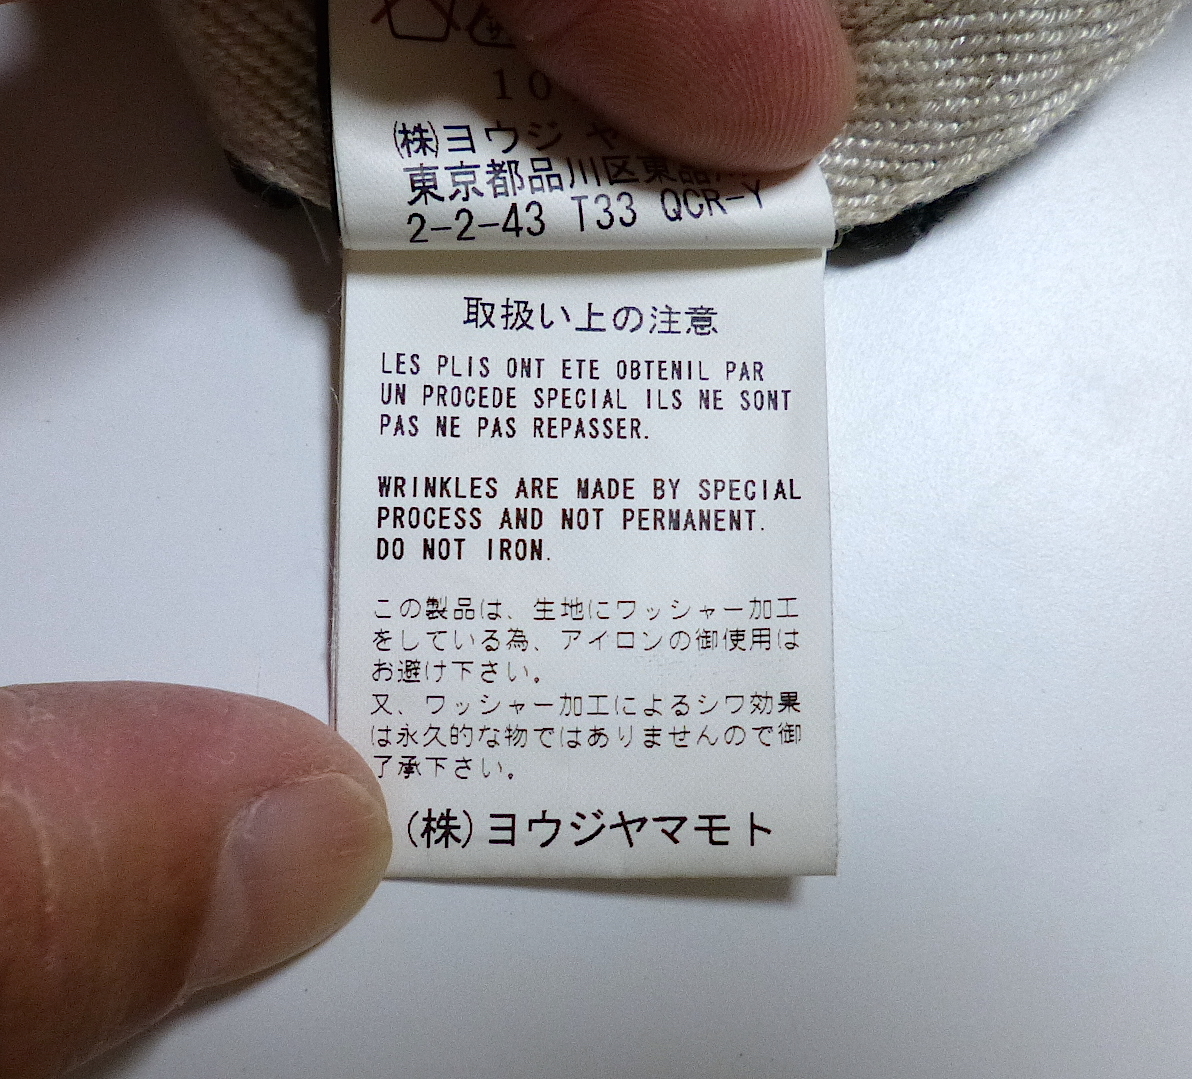 10
(株)ヨウジ ヤ
東京都品川区東品川
2-2-43 T33 QCR-Y
取扱い上の注意
LES PLIS ONT ETE OBTENIL PAR
UN PROCEDE SPECIAL ILS NE SONT
PAS NE PAS REPASSER.
WRINKLES ARE MADE BY SPECIAL
PROCESS AND NOT PERMANENT.
DO NOT IRON.
この製品は、生地にワッシャー加工
をしている為、アイロンの御使用は
お避け下さい。
又、ワッシャー加工によるシワ効果
は永久的な物ではありませんので御
了承下さい。
(株)ヨウジヤマモト